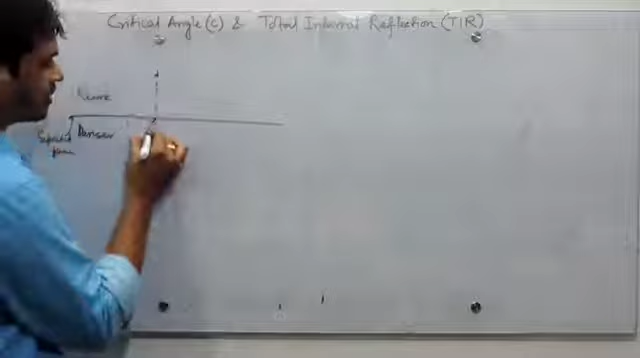 Critical Angle (c) & Total Internal Reflection (TIR)
Rarer
Denser